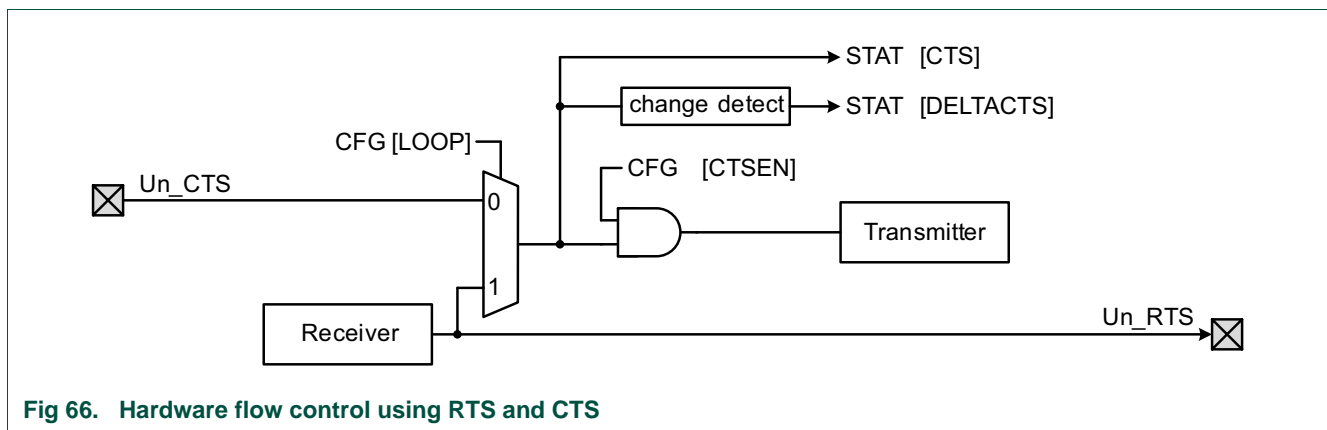 STAT [CTS]
change detect
STAT [DELTACTS]
CFG [LOOP]
CFG [CTSEN]
Un_CTS
0
Transmitter
1
Un_RTS
Receiver
Fig 66. Hardware flow control using RTS and CTS